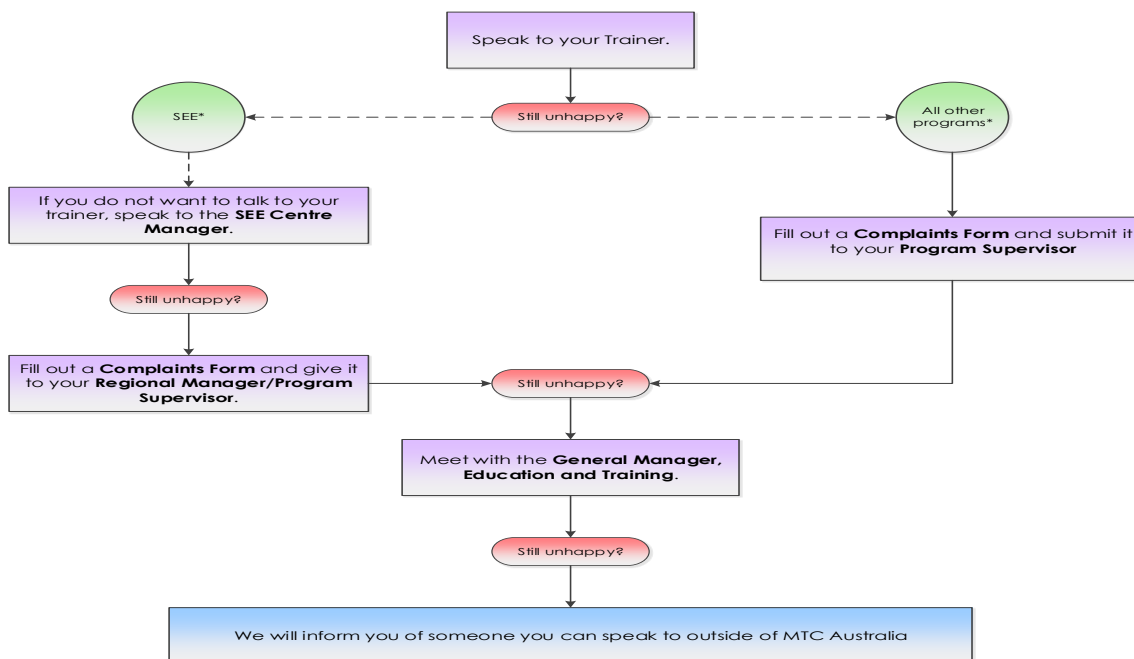 Speak to your Trainer.
Still unhappy?
SEE*
All other
programs*
If you do not want to talk to your
trainer, speak to the SEE Centre
Manager.
Fill out a Complaints Form and submit it
to your Program Supervisor
Still unhappy?
Fill out a Complaints Form and give it
to your Regional Manager/Program
Supervisor.
Still unhappy?
Meet with the General Manager,
Education and Training.
Still unhappy?
We will inform you of someone you can speak to outside of MTC Australia